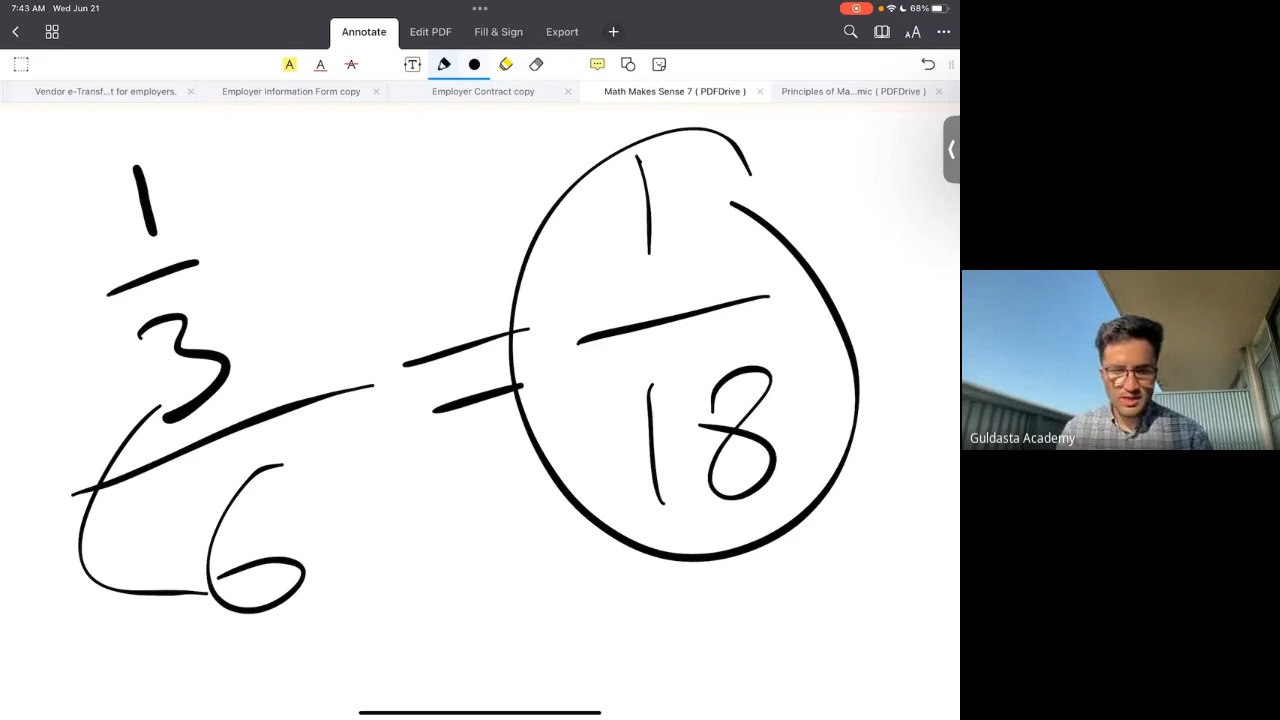 7:43 AM Wed Jun 21
68%
Annotate Edit PDF Fill & Sign Export
Vendor e-Transf...t for employers. Employer Information Form copy Employer Contract copy Math Makes Sense 7 ( PDFDrive ) Principles of Ma...mic ( PDFDrive )
1
3
6
=
1
18
Guldasta Academy